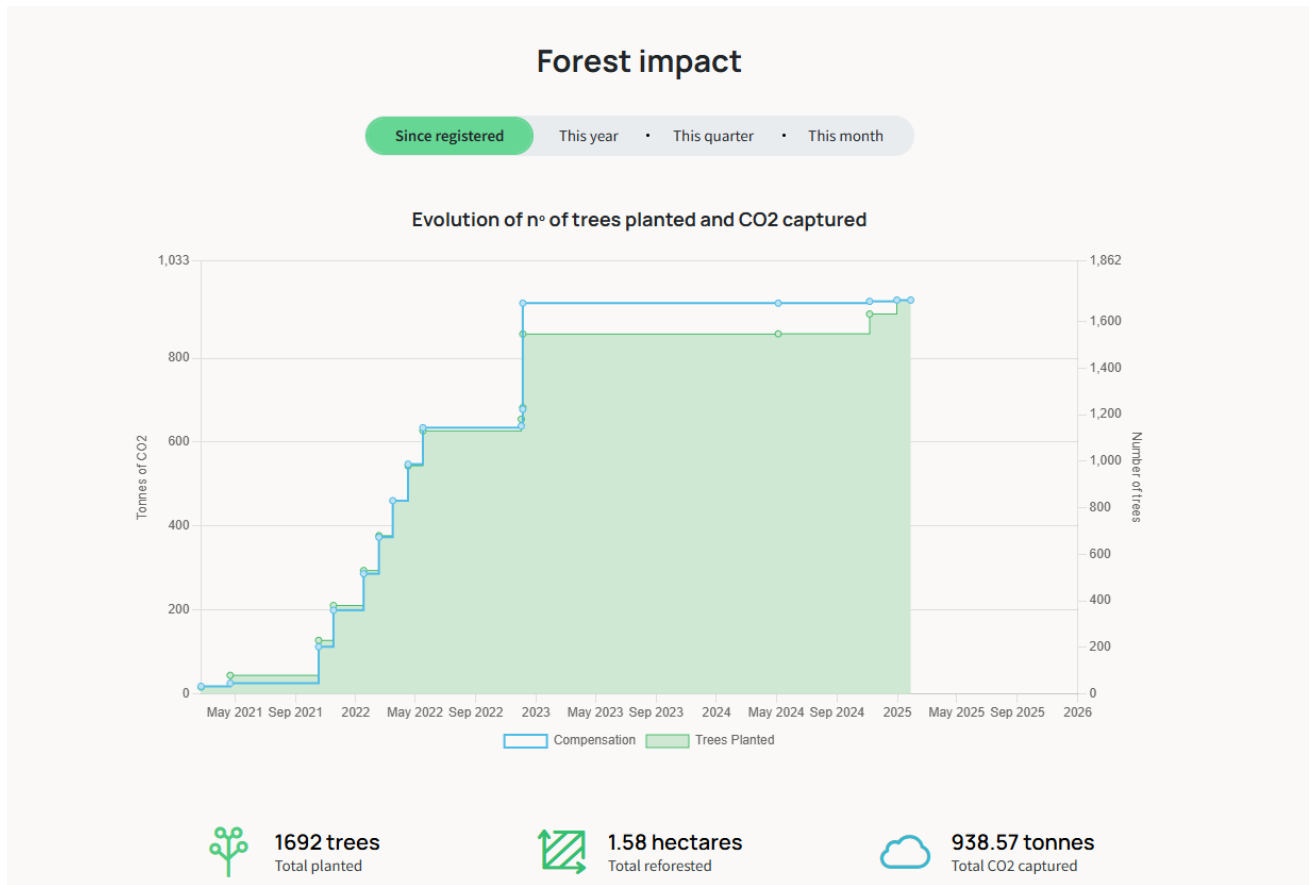 Forest impact
Since registered This year • This quarter • This month
Evolution of nº of trees planted and CO2 captured
1,033 1,862
1,600
800 1,400
1,200
600 1,000
Tonnes of CO2 Number of trees
400 800
600
200 400
200
0 0
May 2021 Sep 2021 2022 May 2022 Sep 2022 2023 May 2023 Sep 2023 2024 May 2024 Sep 2024 2025 May 2025 Sep 2025 2026
Compensation Trees Planted
1692 trees 1.58 hectares 938.57 tonnes
Total planted Total reforested Total CO2 captured